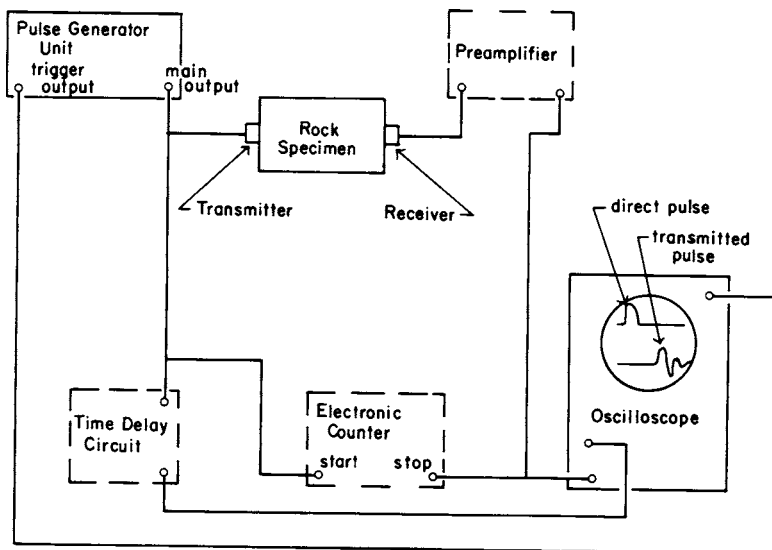 Pulse Generator
Unit
trigger
output
main
output
Preamplifier
Rock
Specimen
Transmitter
Receiver
direct pulse
transmitted
pulse
Oscilloscope
Time Delay
Circuit
Electronic
Counter
start
stop